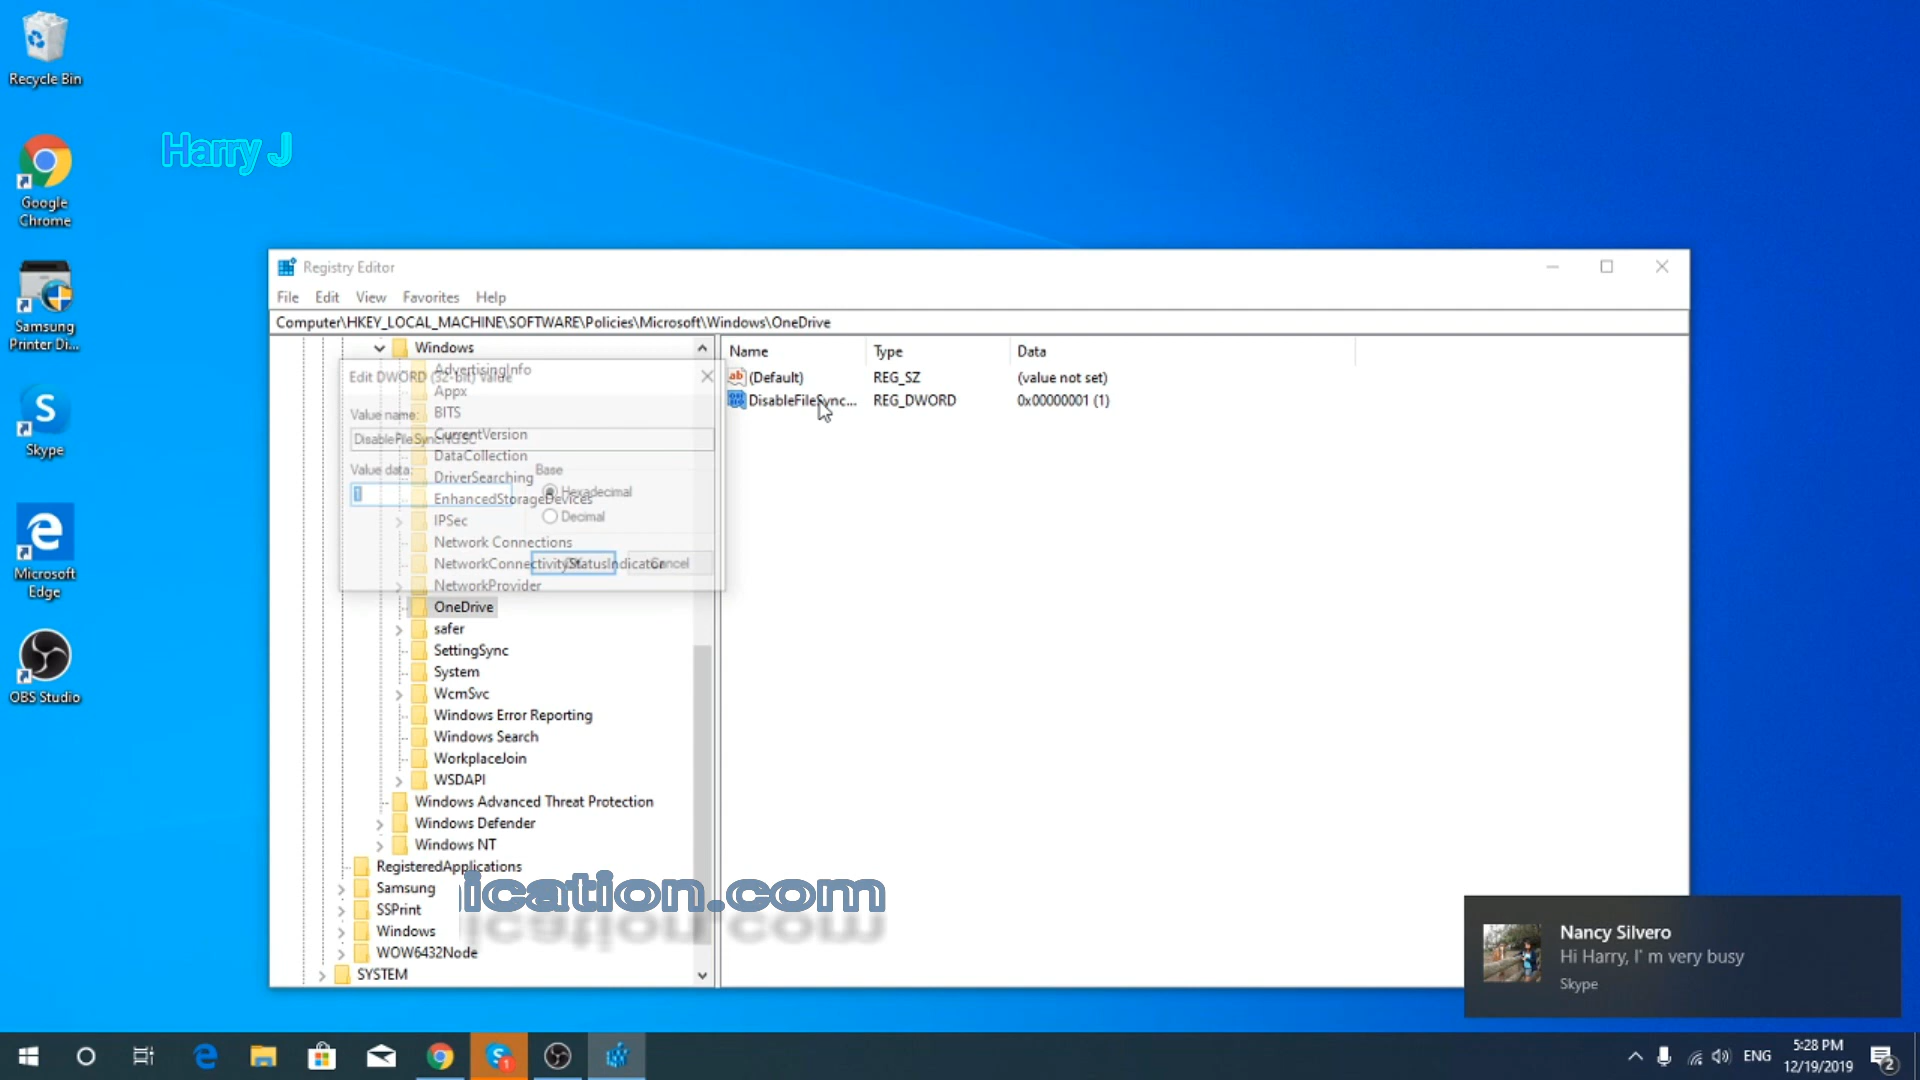 Recycle Bin
Google
Chrome
Samsung
Printer Di...
Skype
Microsoft
Edge
OBS Studio
Harry J
Registry Editor
File Edit View Favorites Help
Computer\HKEY_LOCAL_MACHINE\SOFTWARE\Policies\Microsoft\Windows\OneDrive
Windows
AdvertisingInfo
Appx
BITS
CurrentVersion
DataCollection
DriverSearching
EnhancedStorageDevices
IPSec
Network Connections
NetworkConnectivityStatusIndicator
NetworkProvider
OneDrive
safer
SettingSync
System
WcmSvc
Windows Error Reporting
Windows Search
WorkplaceJoin
WSDAPI
Windows Advanced Threat Protection
Windows Defender
Windows NT
RegisteredApplications
Samsung
SSPrint
Windows
WOW6432Node
SYSTEM
Edit DWORD (32-bit) Value
Value name:
DisableFileSyncNGSC
Value data:
1
Base
Hexadecimal
Decimal
Cancel
Name Type Data
(Default) REG_SZ (value not set)
DisableFileSync... REG_DWORD 0x00000001 (1)
ication.com
Nancy Silvero
Hi Harry, I' m very busy
Skype
ENG
5:28 PM
12/19/2019
2
1